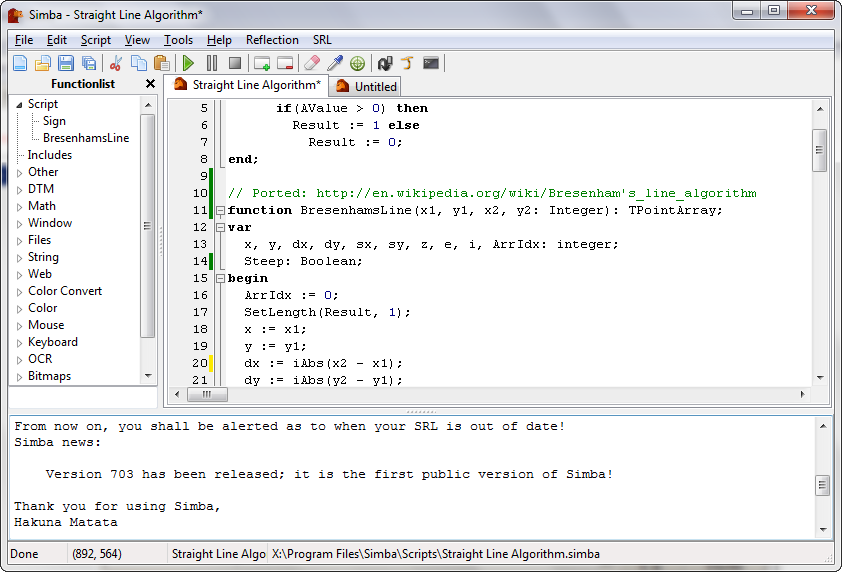 Simba - Straight Line Algorithm*
File Edit Script View Tools Help Reflection SRL
Functionlist
Script
Sign
BresenhamsLine
Includes
Other
DTM
Math
Window
Files
String
Web
Color Convert
Color
Mouse
Keyboard
OCR
Bitmaps
Straight Line Algorithm* Untitled
5 if(AValue > 0) then
6 Result := 1 else
7 Result := 0;
8 end;
9
10 // Ported: http://en.wikipedia.org/wiki/Bresenham's_line_algorithm
11 function BresenhamsLine(x1, y1, x2, y2: Integer): TPointArray;
12 var
13 x, y, dx, dy, sx, sy, z, e, i, ArrIdx: integer;
14 Steep: Boolean;
15 begin
16 ArrIdx := 0;
17 SetLength(Result, 1);
18 x := x1;
19 y := y1;
20 dx := iAbs(x2 - x1);
21 dy := iAbs(y2 - y1);
From now on, you shall be alerted as to when your SRL is out of date!
Simba news:
Version 703 has been released; it is the first public version of Simba!
Thank you for using Simba,
Hakuna Matata
Done (892, 564) Straight Line Algo X:\Program Files\Simba\Scripts\Straight Line Algorithm.simba